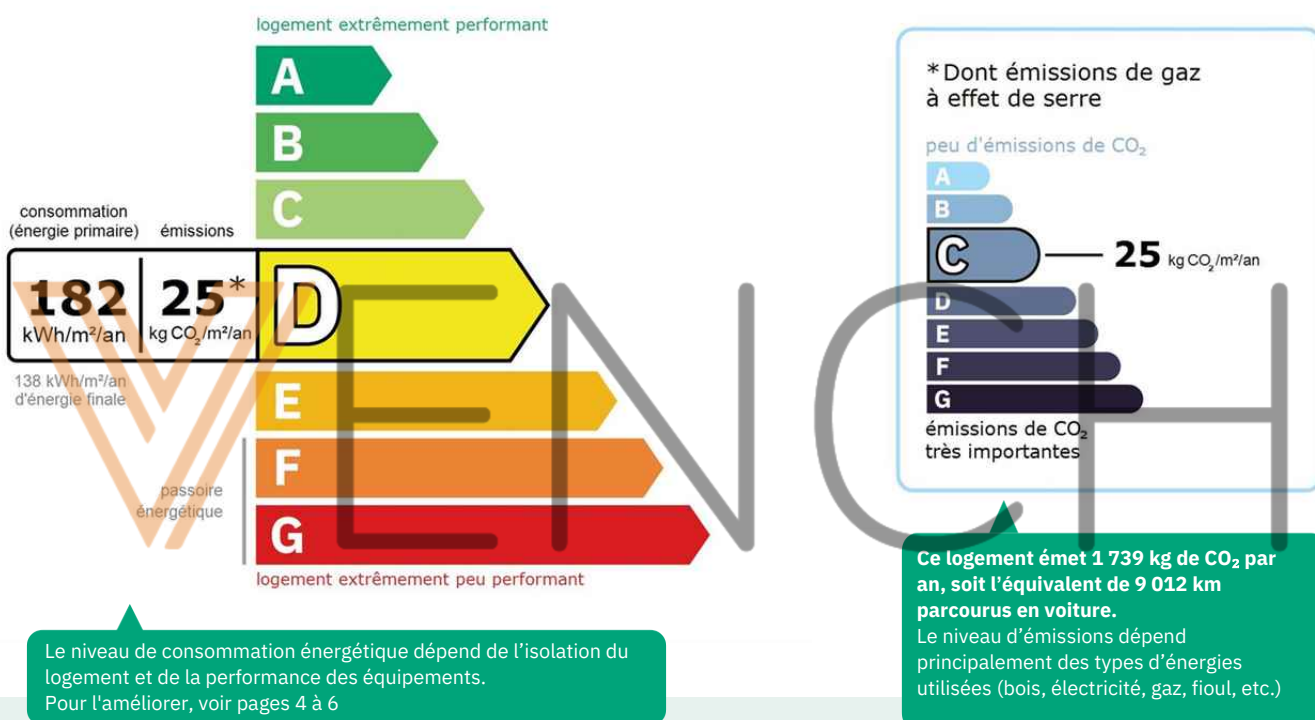 logement extrêmement performant
A
B
C
consommation
(énergie primaire)
émissions
182
kWh/m²/an
25*
kg CO₂/m²/an
D
138 kWh/m²/an
d'énergie finale
E
F
passoire
énergétique
G
logement extrêmement peu performant
Le niveau de consommation énergétique dépend de l'isolation du
logement et de la performance des équipements.
Pour l'améliorer, voir pages 4 à 6
*Dont émissions de gaz
à effet de serre
peu d'émissions de CO₂
A
B
C
25 kg CO₂/m²/an
D
E
F
G
émissions de CO₂
très importantes
Ce logement émet 1 739 kg de CO₂ par
an, soit l'équivalent de 9 012 km
parcourus en voiture.
Le niveau d'émissions dépend
principalement des types d'énergies
utilisées (bois, électricité, gaz, fioul, etc.)
VENCH